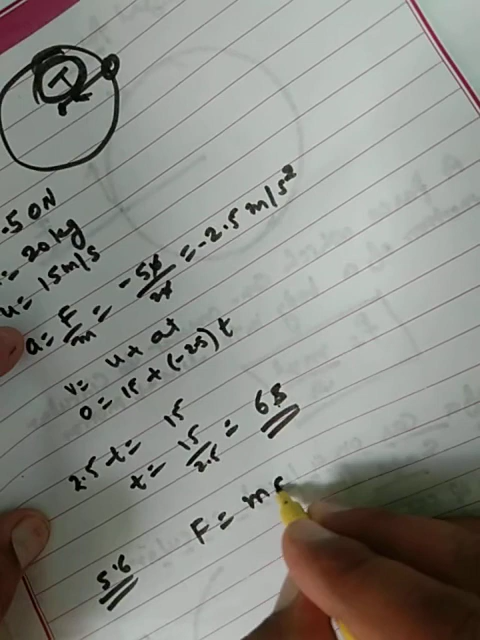 T
-50N
= 20kg
u= 15m/s
a= F/m = -50/20 = -2.5 m/s²
v= u + at
0= 15 + (-2.5) t
2.5 t= 15
t= 15/2.5 = 6s
5.6 F= m